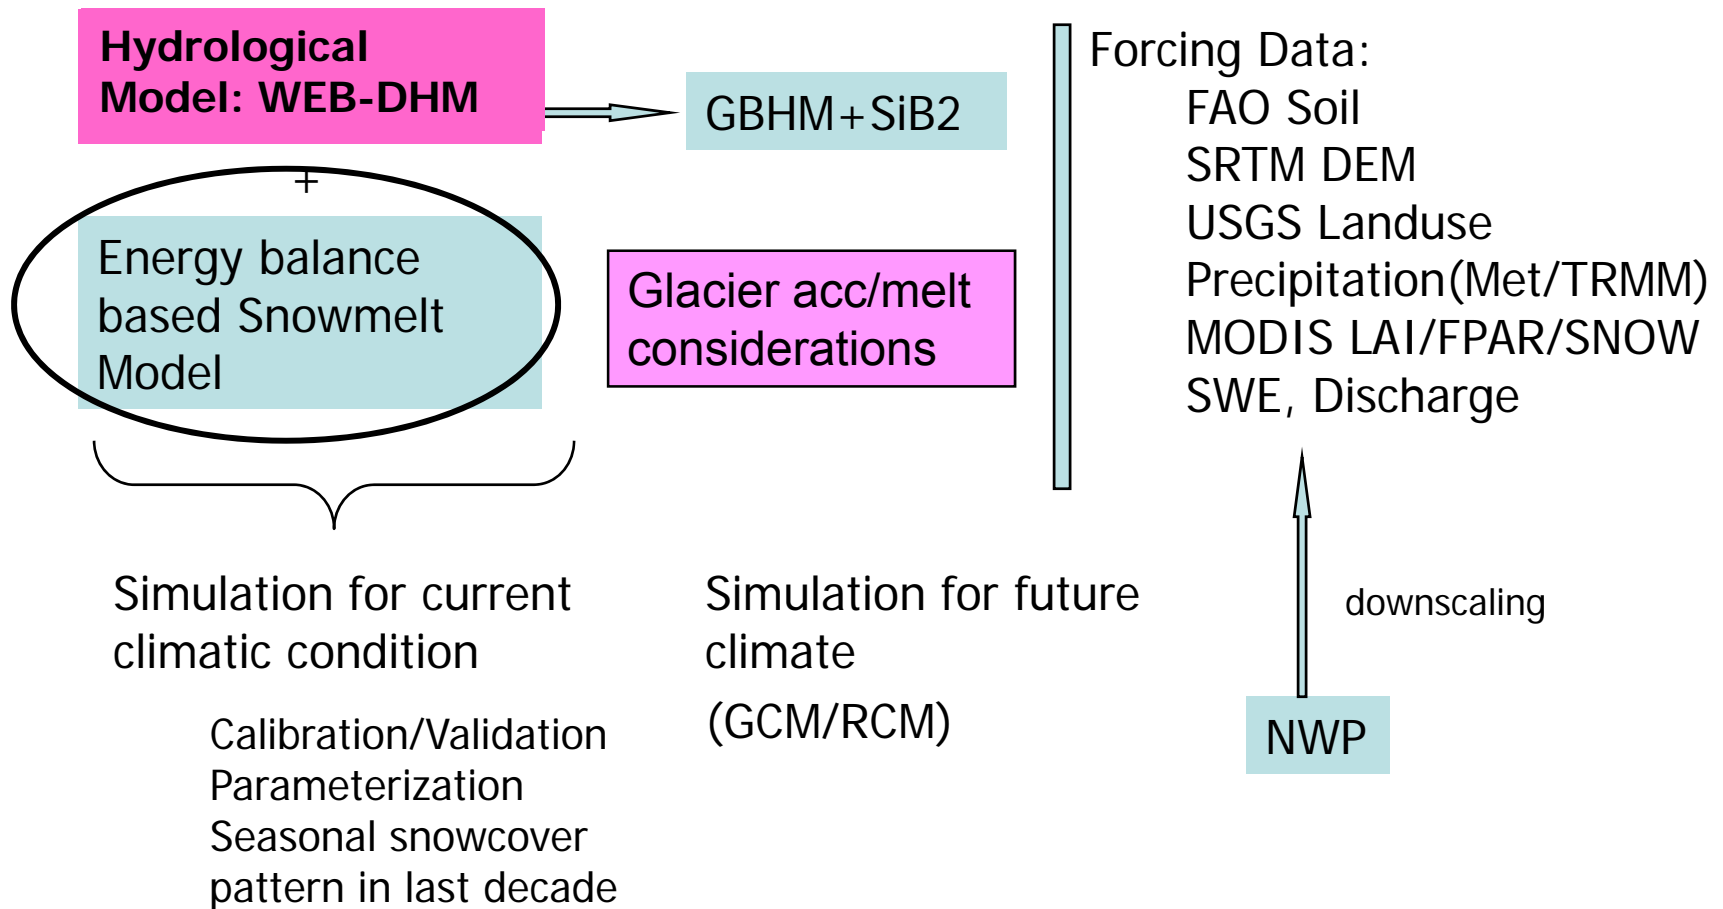 Hydrological
Model: WEB-DHM
GBHM+SiB2
+
Energy balance
based Snowmelt
Model
Glacier acc/melt
considerations
Forcing Data:
FAO Soil
SRTM DEM
USGS Landuse
Precipitation(Met/TRMM)
MODIS LAI/FPAR/SNOW
SWE, Discharge
Simulation for current
climatic condition
Calibration/Validation
Parameterization
Seasonal snowcover
pattern in last decade
Simulation for future
climate
(GCM/RCM)
downscaling
NWP